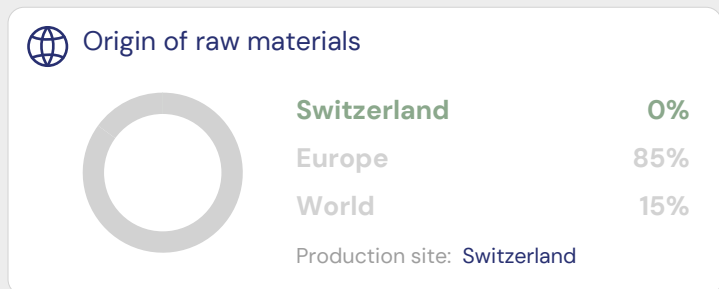 Origin of raw materials
Switzerland 0%
Europe 85%
World 15%
Production site: Switzerland